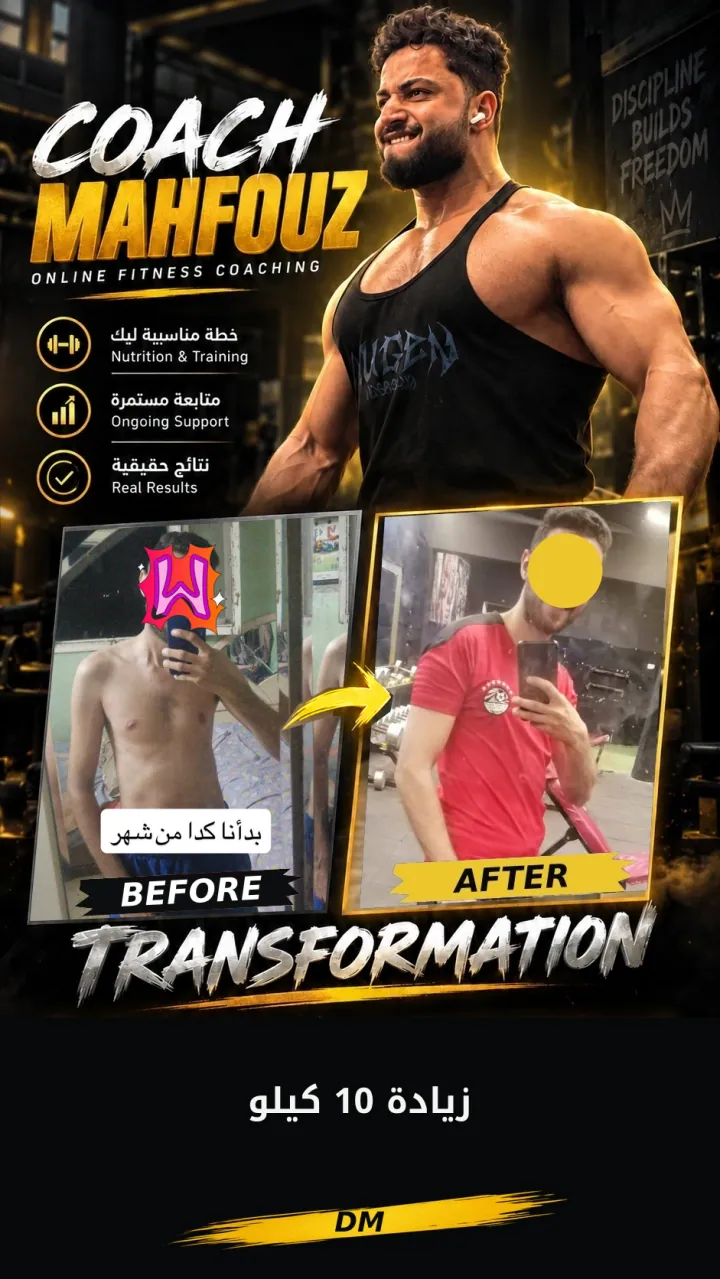 COACH
MAHFOUZ
ONLINE FITNESS COACHING
DISCIPLINE
BUILDS
FREEDOM
خطة مناسبية ليك
Nutrition & Training
متابعة مستمرة
Ongoing Support
نتائج حقيقية
Real Results
W
بدأنا كدا من شهر
BEFORE
AFTER
TRANSFORMATION
زيادة 10 كيلو
DM